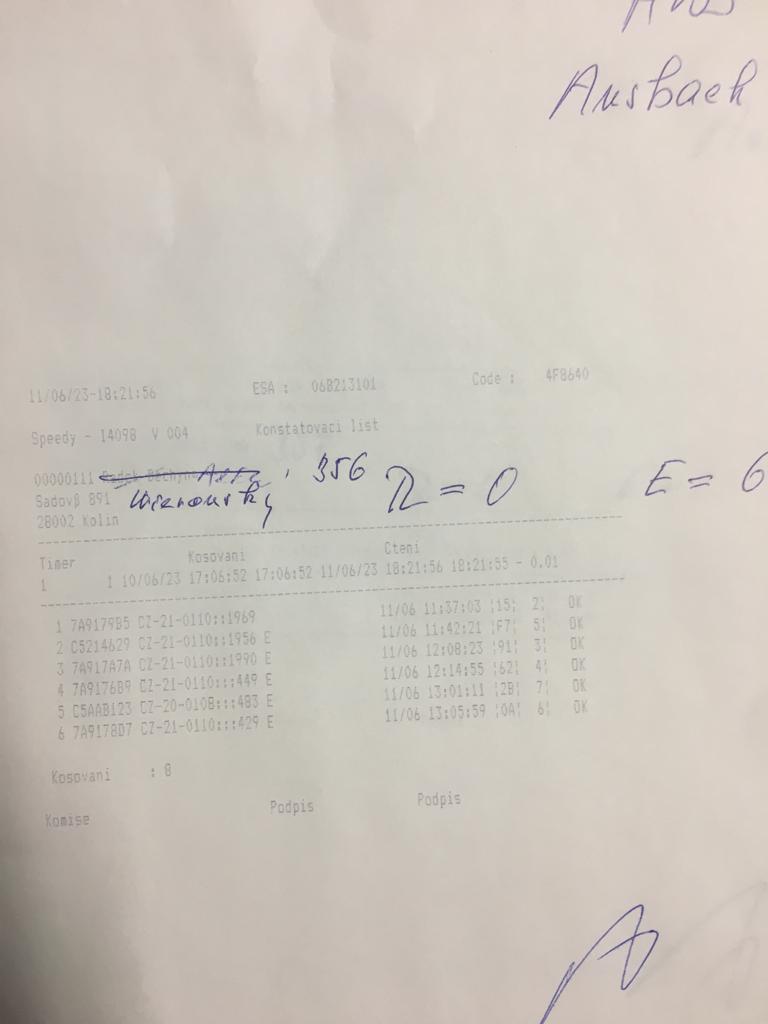 Ansbach
11/06/23-18:21:56 ESA : 06B213101 Code : 4F8640
Speedy - 14098 V 004 Konstatovaci list
00000111 356 R = 0 E = 6
Sadovß 891
28002 Kolin
Timer Kosovani Cteni
1 1 10/06/23 17:06:52 17:06:52 11/06/23 18:21:56 18:21:55 - 0.01
1 7A9179B5 CZ-21-0110::1969 11/06 11:37:03 ¦15¦ 2¦ OK
2 C5214629 CZ-21-0110::1956 E 11/06 11:42:21 ¦F7¦ 5¦ OK
3 7A917A7A CZ-21-0110::1990 E 11/06 12:08:23 ¦91¦ 3¦ OK
4 7A9176B9 CZ-21-0110:::449 E 11/06 12:14:55 ¦62¦ 4¦ OK
5 C5AAB123 CZ-20-010B:::483 E 11/06 13:01:11 ¦2B¦ 7¦ OK
6 7A9178D7 CZ-21-0110:::429 E 11/06 13:05:59 ¦0A¦ 6¦ OK
Kosovani : 8
Komise Podpis Podpis